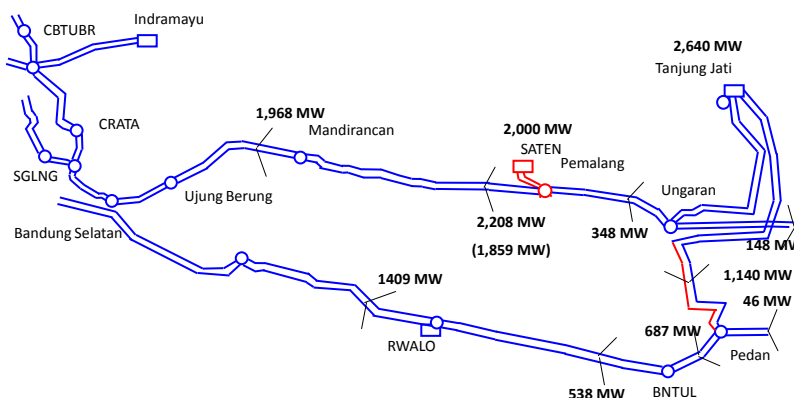 CBTUBR
Indramayu
2,640 MW
Tanjung Jati
CRATA
1,968 MW
Mandirancan
2,000 MW
SATEN
Pemalang
SGLNG
Ujung Berung
Ungaran
Bandung Selatan
2,208 MW
(1,859 MW)
348 MW
148 MW
1409 MW
1,140 MW
46 MW
RWALO
687 MW
Pedan
538 MW
BNTUL